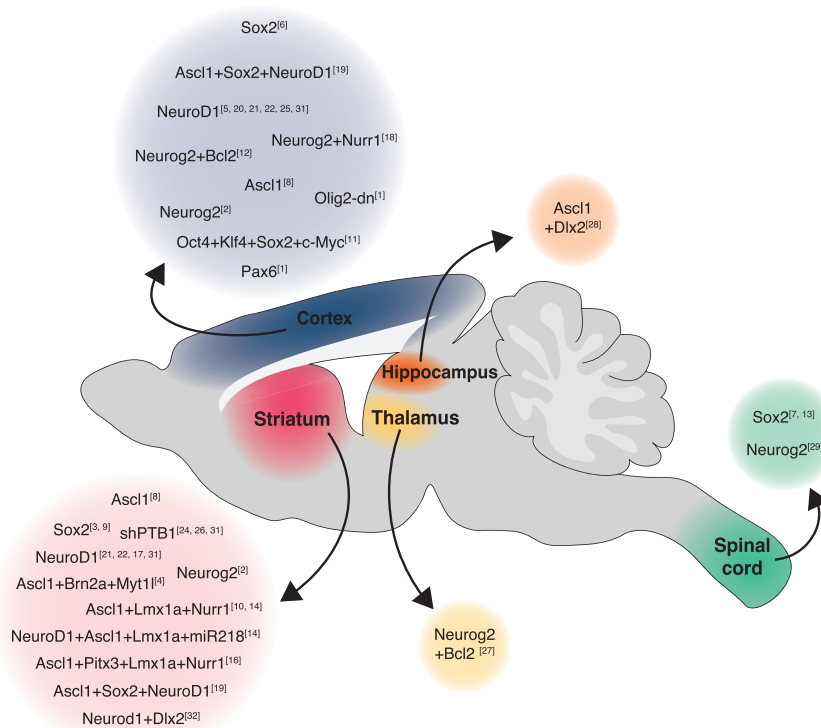 Sox2[6]
Ascl1+Sox2+NeuroD1[19]
NeuroD1[5, 20, 21, 22, 25, 31]
Neurog2+Nurr1[18]
Neurog2+Bcl2[12]
Ascl1[8]
Olig2-dn[1]
Neurog2[2]
Oct4+Klf4+Sox2+c-Myc[11]
Pax6[1]
Ascl1
+Dlx2[28]
Cortex
Hippocampus
Striatum
Thalamus
Sox2[7, 13]
Neurog2[29]
Spinal
cord
Ascl1[8]
Sox2[3, 9]
shPTB1[24, 26, 31]
NeuroD1[21, 22, 17, 31]
Neurog2[2]
Ascl1+Brn2a+Myt1l[4]
Ascl1+Lmx1a+Nurr1[10, 14]
NeuroD1+Ascl1+Lmx1a+miR218[14]
Ascl1+Pitx3+Lmx1a+Nurr1[16]
Ascl1+Sox2+NeuroD1[19]
Neurod1+Dlx2[32]
Neurog2
+Bcl2 [27]